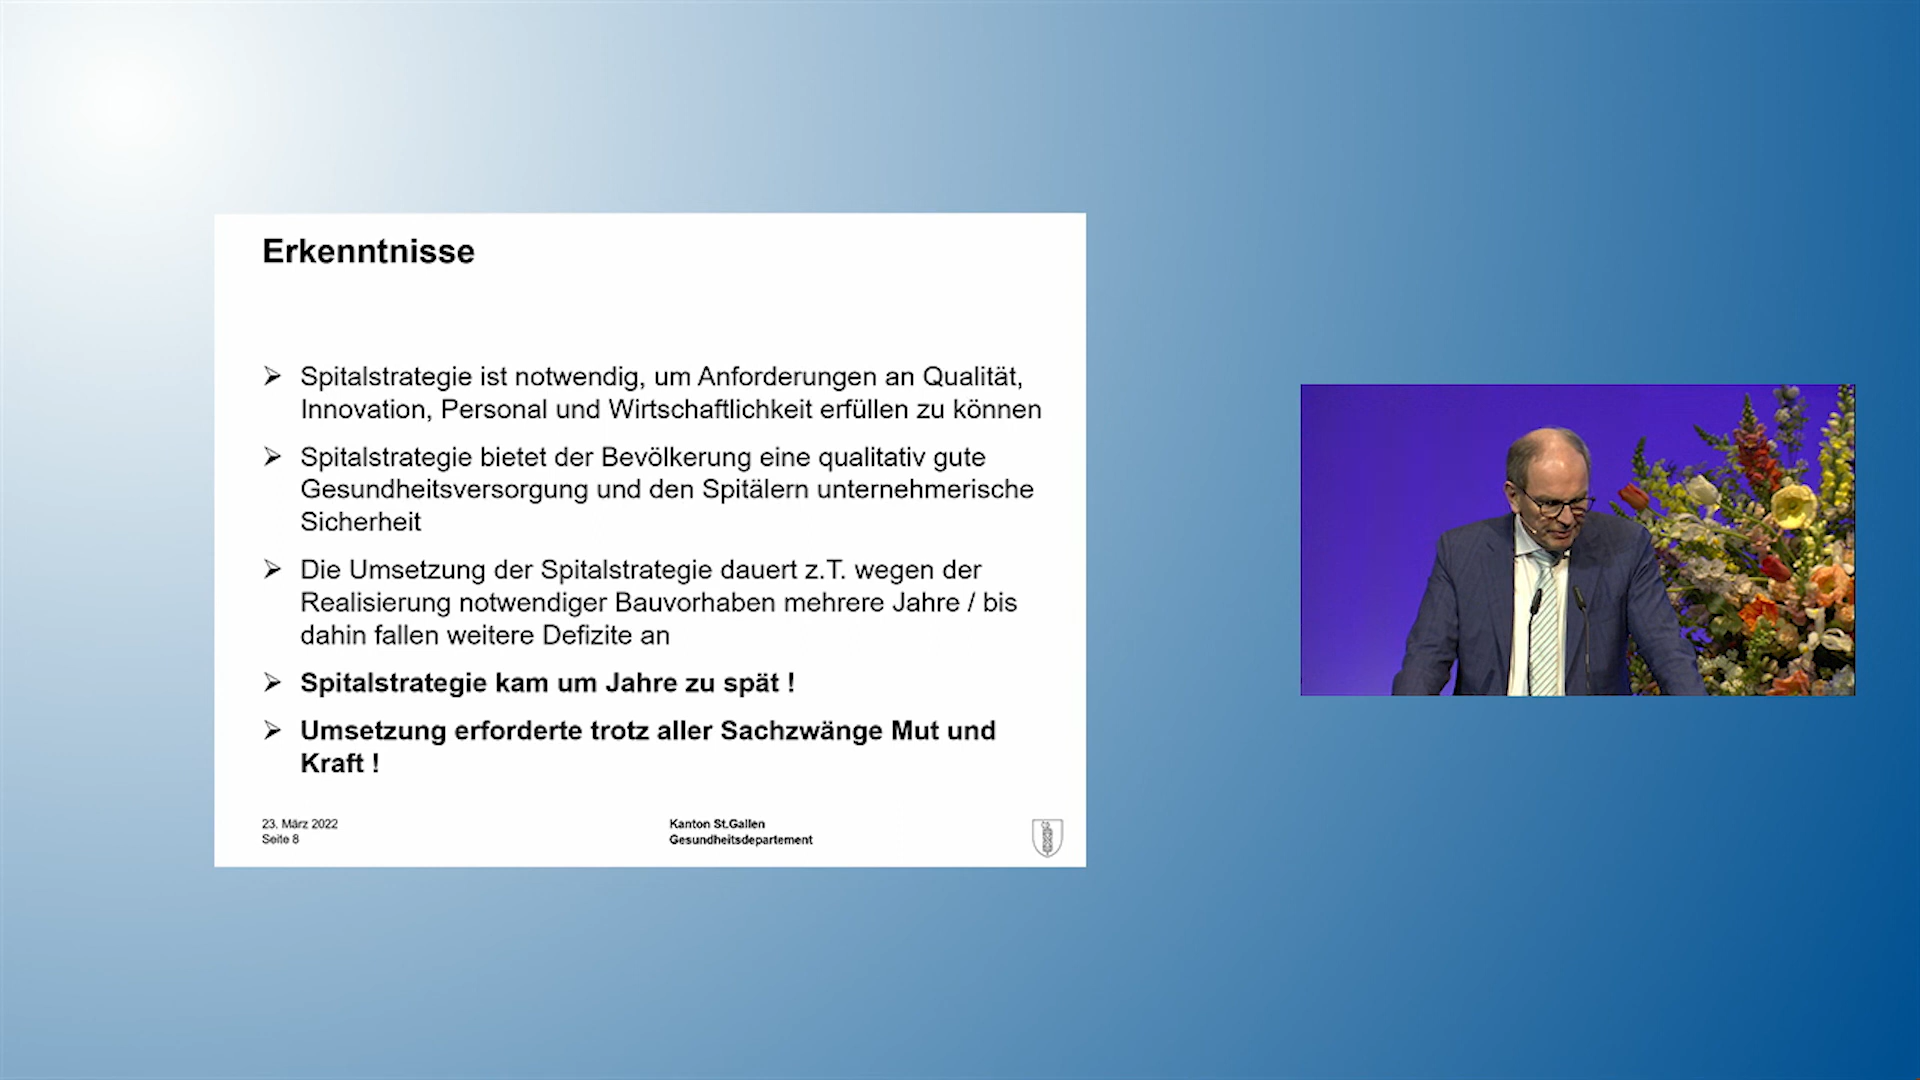 Erkenntnisse
Spitalstrategie ist notwendig, um Anforderungen an Qualität,
Innovation, Personal und Wirtschaftlichkeit erfüllen zu können
Spitalstrategie bietet der Bevölkerung eine qualitativ gute
Gesundheitsversorgung und den Spitälern unternehmerische
Sicherheit
Die Umsetzung der Spitalstrategie dauert z.T. wegen der
Realisierung notwendiger Bauvorhaben mehrere Jahre / bis
dahin fallen weitere Defizite an
Spitalstrategie kam um Jahre zu spät !
Umsetzung erforderte trotz aller Sachzwänge Mut und
Kraft !
23. März 2022
Seite 8
Kanton St.Gallen
Gesundheitsdepartement